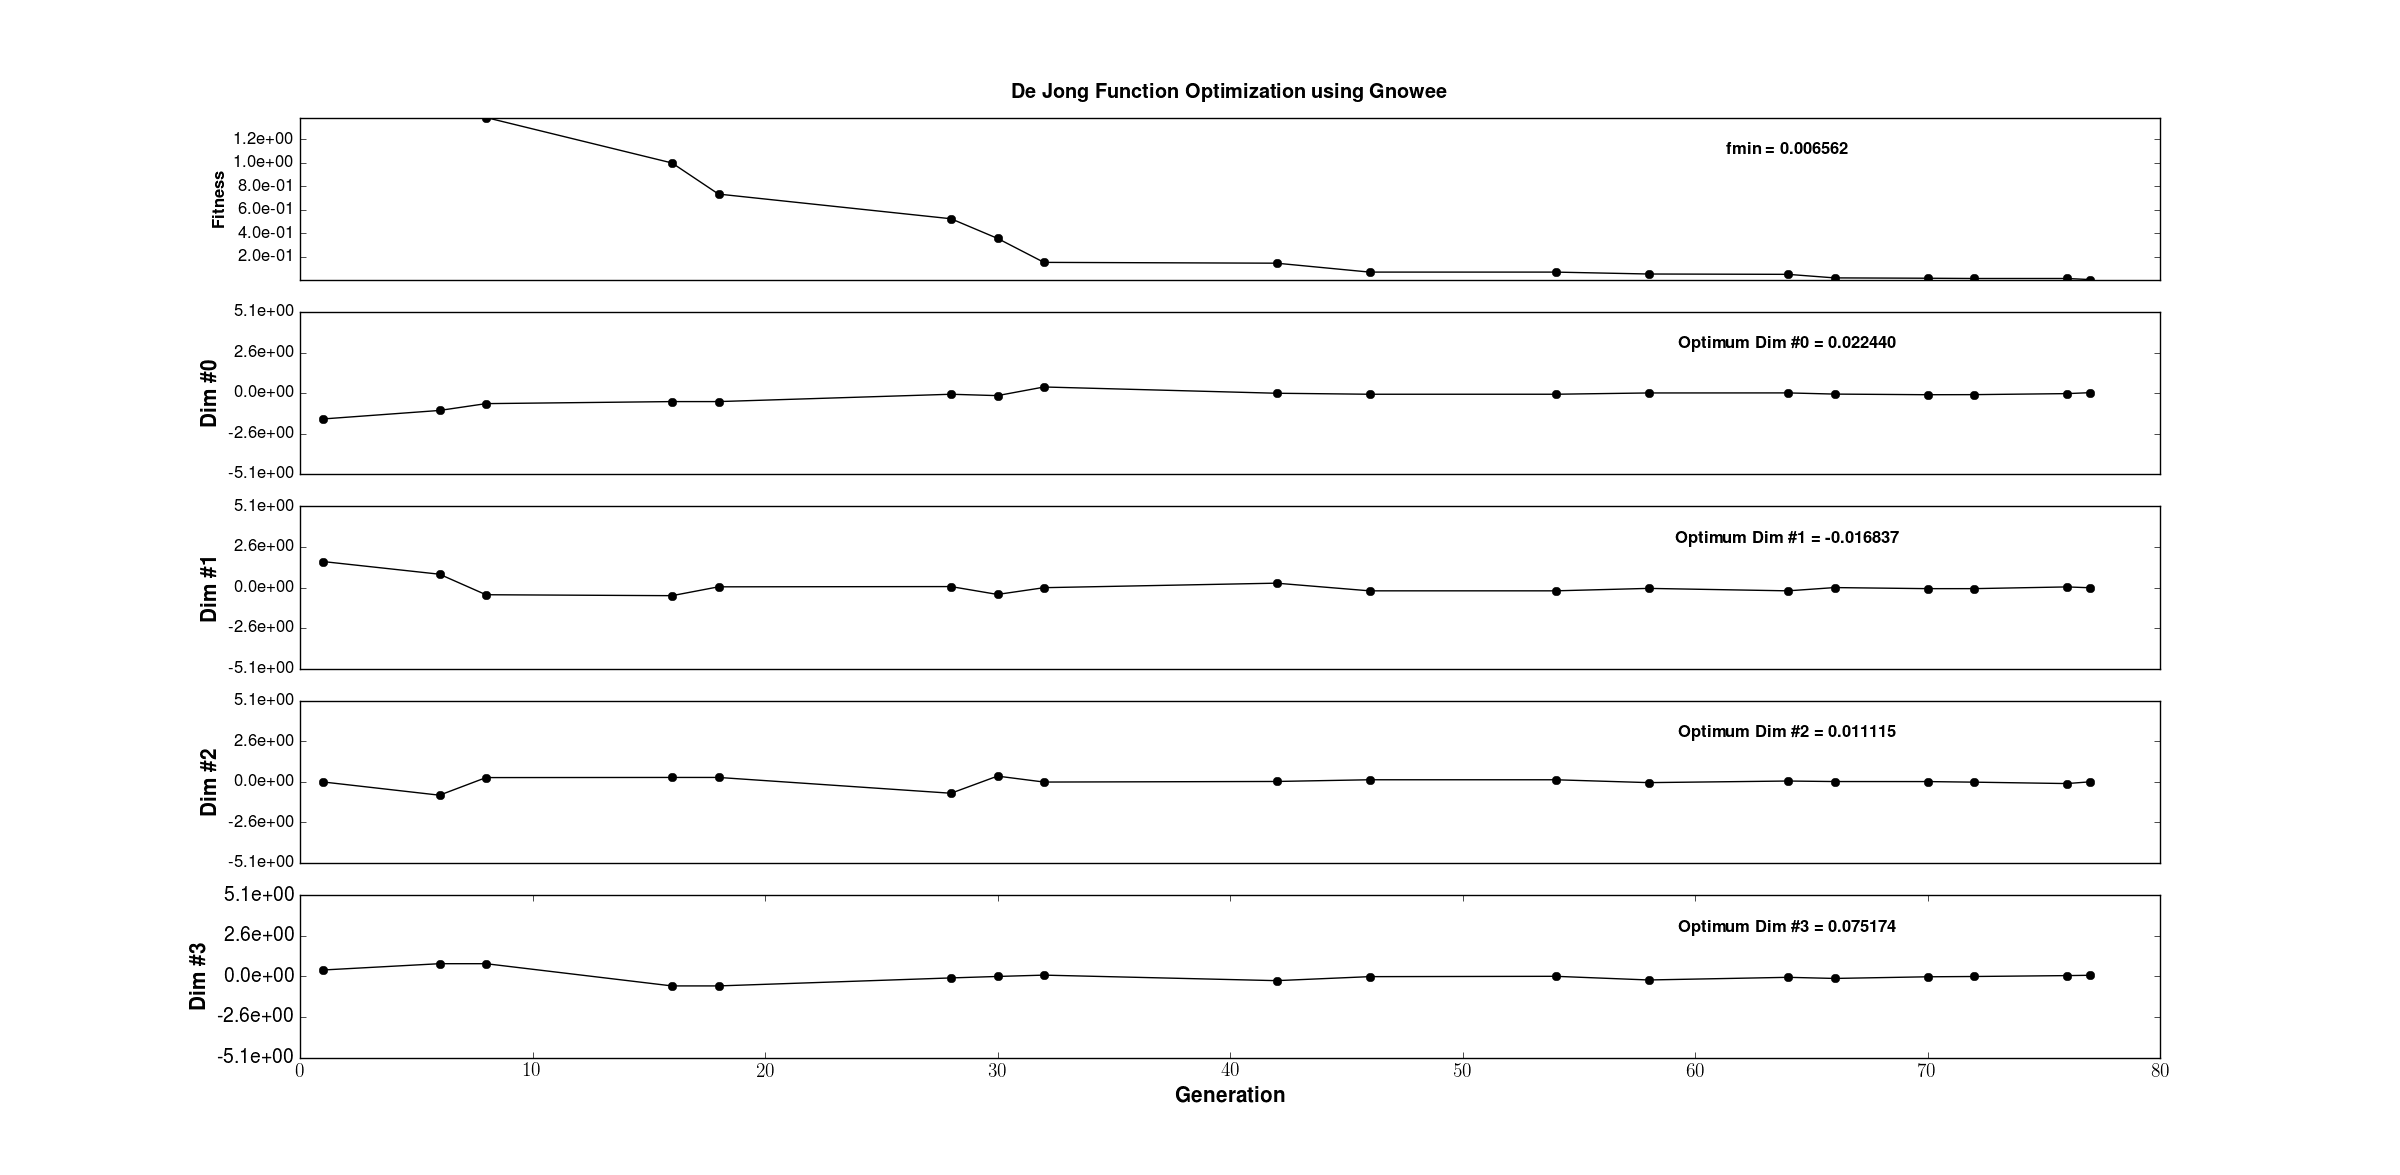 De Jong Function Optimization using Gnowee
1.2e+00
1.0e+00
8.0e-01
6.0e-01
4.0e-01
2.0e-01
Fitness
fmin = 0.006562
5.1e+00
2.6e+00
0.0e+00
-2.6e+00
-5.1e+00
Dim #0
Optimum Dim #0 = 0.022440
5.1e+00
2.6e+00
0.0e+00
-2.6e+00
-5.1e+00
Dim #1
Optimum Dim #1 = -0.016837
5.1e+00
2.6e+00
0.0e+00
-2.6e+00
-5.1e+00
Dim #2
Optimum Dim #2 = 0.011115
5.1e+00
2.6e+00
0.0e+00
-2.6e+00
-5.1e+00
Dim #3
Optimum Dim #3 = 0.075174
0 10 20 30 40 50 60 70 80
Generation